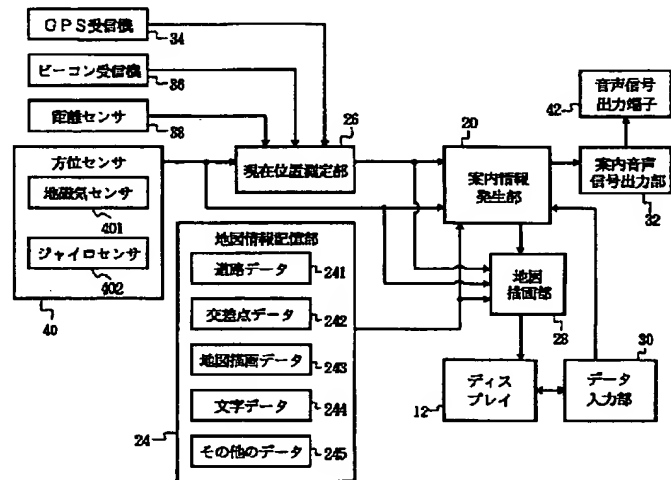 GPS受信機
34
ビーコン受信機
36
距離センサ
38
方位センサ
地磁気センサ
401
ジャイロセンサ
402
40
現在位置測定部
26
案内情報
発生部
20
音声信号
出力端子
42
案内音声
信号出力部
32
地図情報記憶部
道路データ
241
交差点データ
242
地図描画データ
243
文字データ
244
その他のデータ
245
24
地図
描画部
28
ディス
プレイ
12
データ
入力部
30